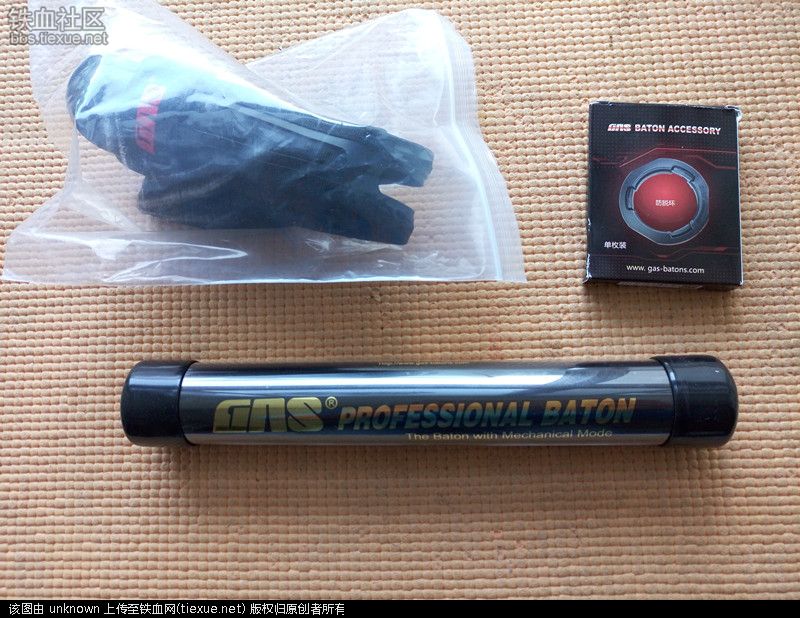 铁血社区
bbs.tiexue.net
GAS BATON ACCESSORY
防脱环
单枚装
www. gas-batons.com
GAS® PROFESSIONAL BATON
The Baton with Mechanical Mode
该图由 unknown 上传至铁血网(tiexue.net) 版权归原创者所有